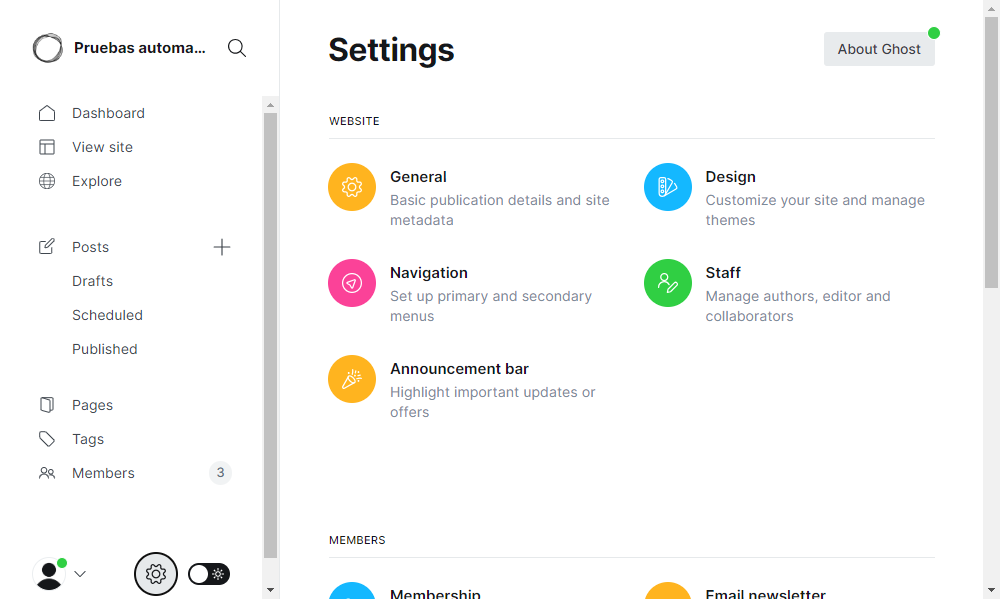 Pruebas automa...
Dashboard
View site
Explore
Posts
Drafts
Scheduled
Published
Pages
Tags
Members
3
Settings
About Ghost
WEBSITE
General
Basic publication details and site
metadata
Design
Customize your site and manage
themes
Navigation
Set up primary and secondary
menus
Staff
Manage authors, editor and
collaborators
Announcement bar
Highlight important updates or
offers
MEMBERS
Membership
Email newsletter